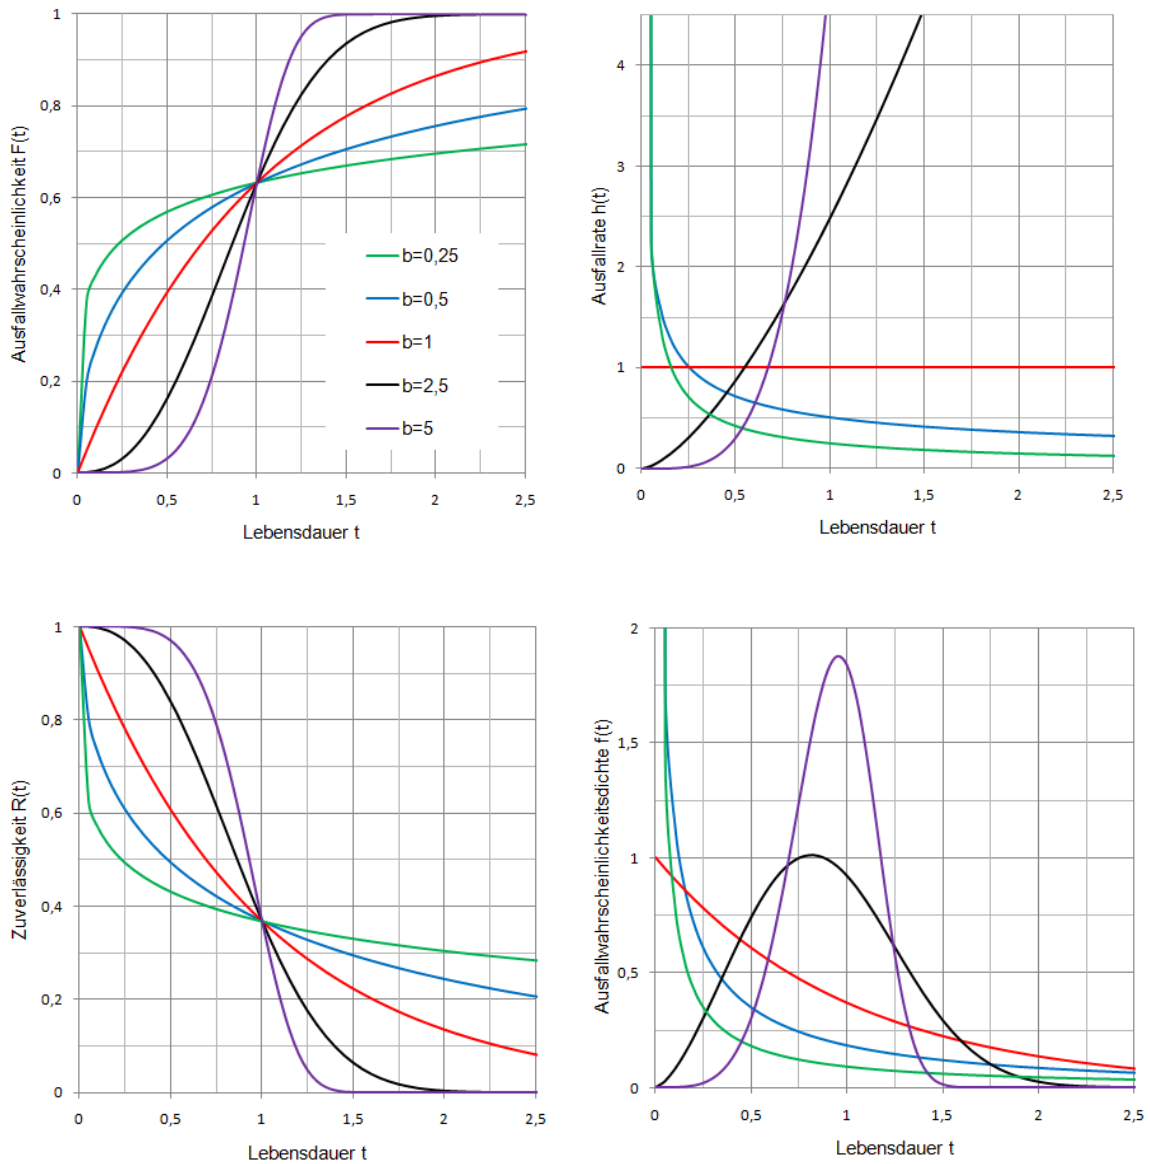 Ausfallwahrscheinlichkeit F(t)
1
0,8
0,6
0,4
0,2
0
0 0,5 1 1,5 2 2,5
Lebensdauer t
b=0,25
b=0,5
b=1
b=2,5
b=5
Ausfallrate h(t)
4
3
2
1
0
0 0,5 1 1,5 2 2,5
Lebensdauer t
Zuverlässigkeit R(t)
1
0,8
0,6
0,4
0,2
0
0 0,5 1 1,5 2 2,5
Lebensdauer t
Ausfallwahrscheinlichkeitsdichte f(t)
2
1,5
1
0,5
0
0 0,5 1 1,5 2 2,5
Lebensdauer t